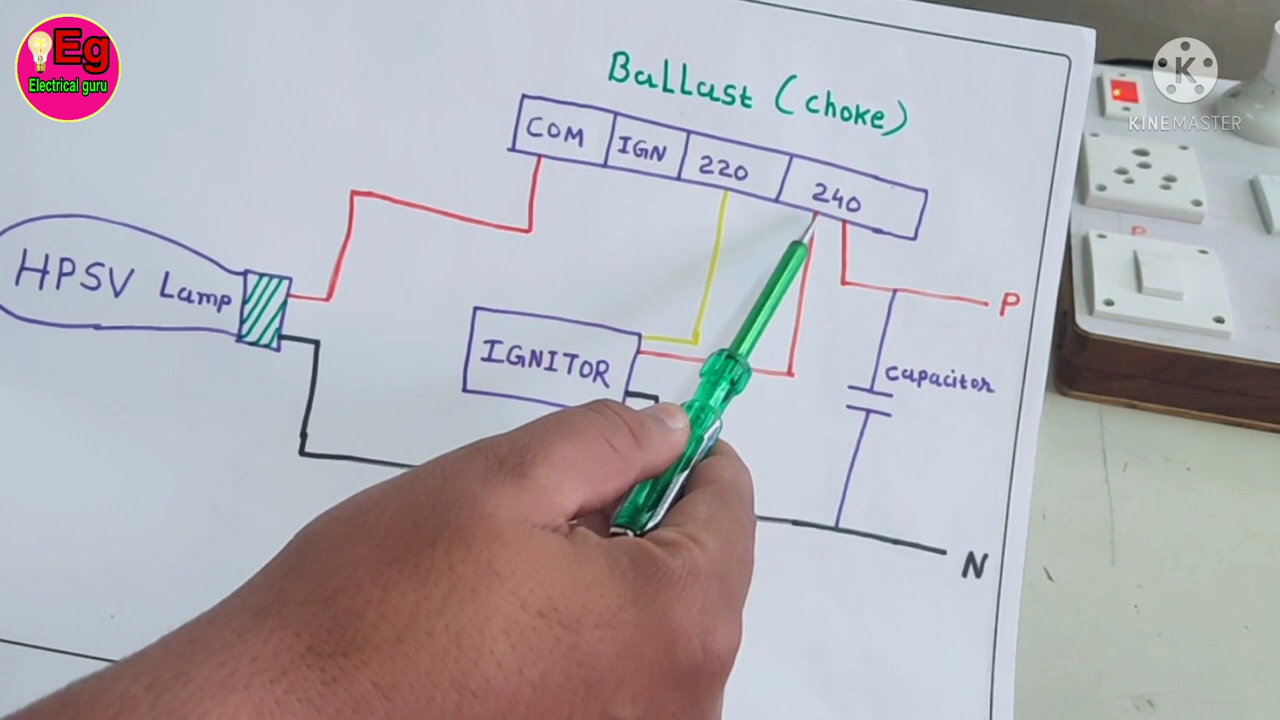 Eg
Electrical guru
K
KINEMASTER
Ballast (choke)
COM IGN 220 240
HPSV Lamp
P
P
IGNITOR
capacitor
N